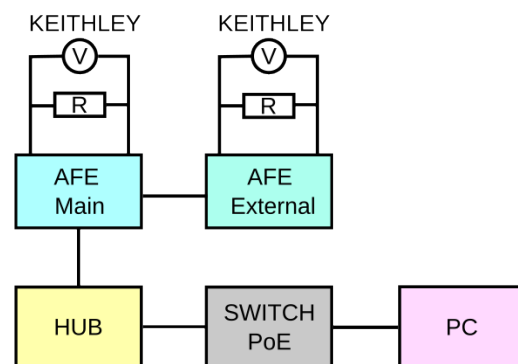 KEITHLEY
KEITHLEY
V
V
R
R
AFE
Main
AFE
External
HUB
SWITCH
PoE
PC